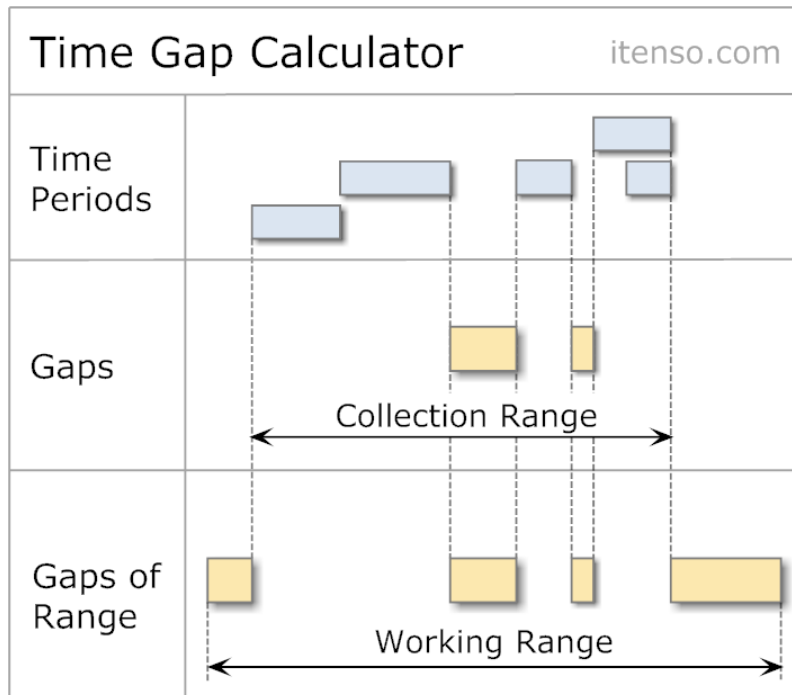 Time Gap Calculator
itenso.com
Time
Periods
Gaps
Collection Range
Gaps of
Range
Working Range